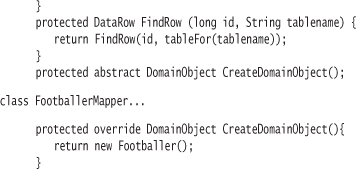 }
protected DataRow FindRow (long id, String tablename) {
return FindRow(id, tableFor(tablename));
}
protected abstract DomainObject CreateDomainObject();
class FootballerMapper...
protected override DomainObject CreateDomainObject(){
return new Footballer();
}